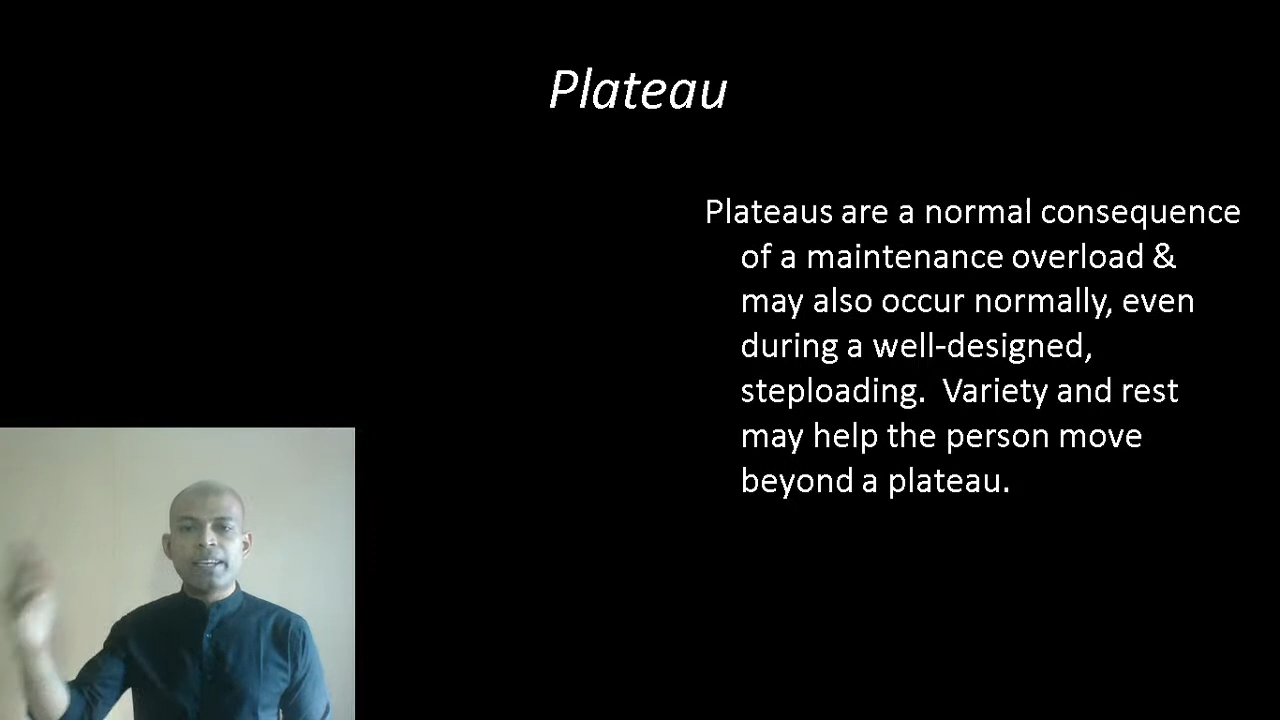 Plateau
Plateaus are a normal consequence
of a maintenance overload &
may also occur normally, even
during a well-designed,
steploading.  Variety and rest
may help the person move
beyond a plateau.